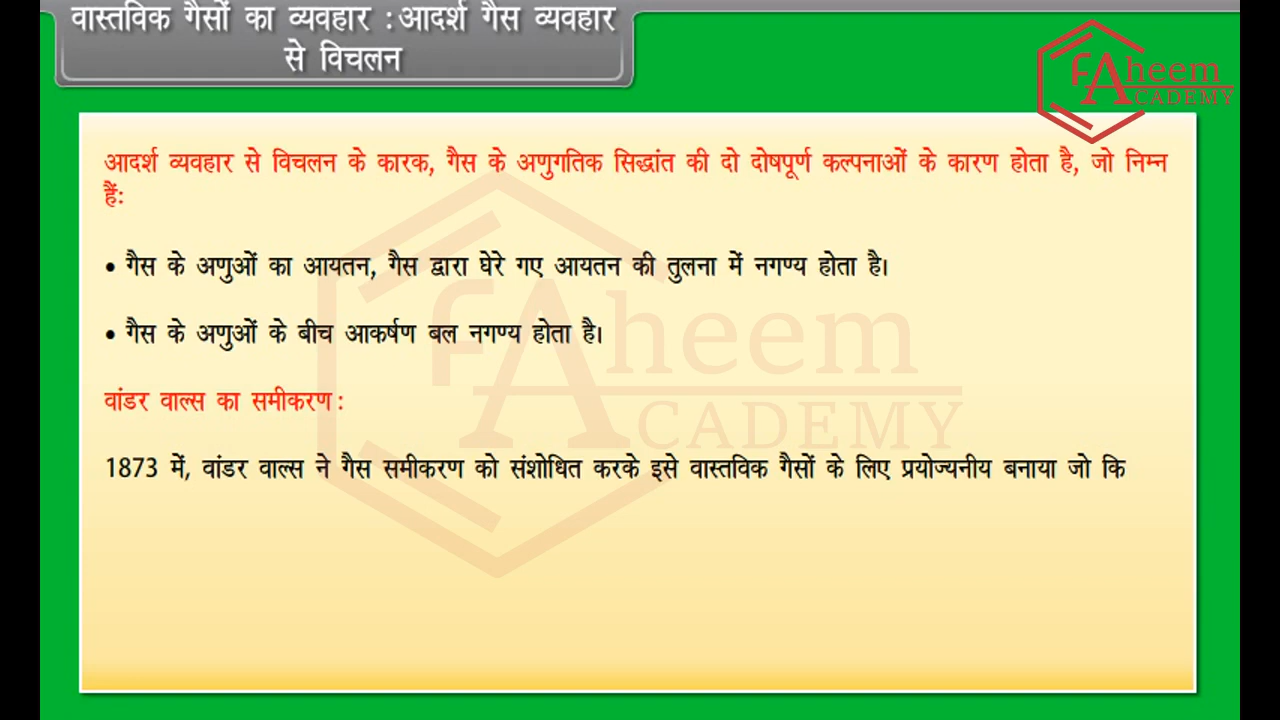 वास्तविक गैसों का व्यवहार : आदर्श गैस व्यवहार
से विचलन
fAheem
ACADEMY
आदर्श व्यवहार से विचलन के कारक, गैस के अणुगतिक सिद्धांत की दो दोषपूर्ण कल्पनाओं के कारण होता है, जो निम्न
हैं:
• गैस के अणुओं का आयतन, गैस द्वारा घेरे गए आयतन की तुलना में नगण्य होता है।
• गैस के अणुओं के बीच आकर्षण बल नगण्य होता है।
वांडर वाल्स का समीकरण :
1873 में, वांडर वाल्स ने गैस समीकरण को संशोधित करके इसे वास्तविक गैसों के लिए प्रयोज्यनीय बनाया जो कि
fAheem
ACADEMY